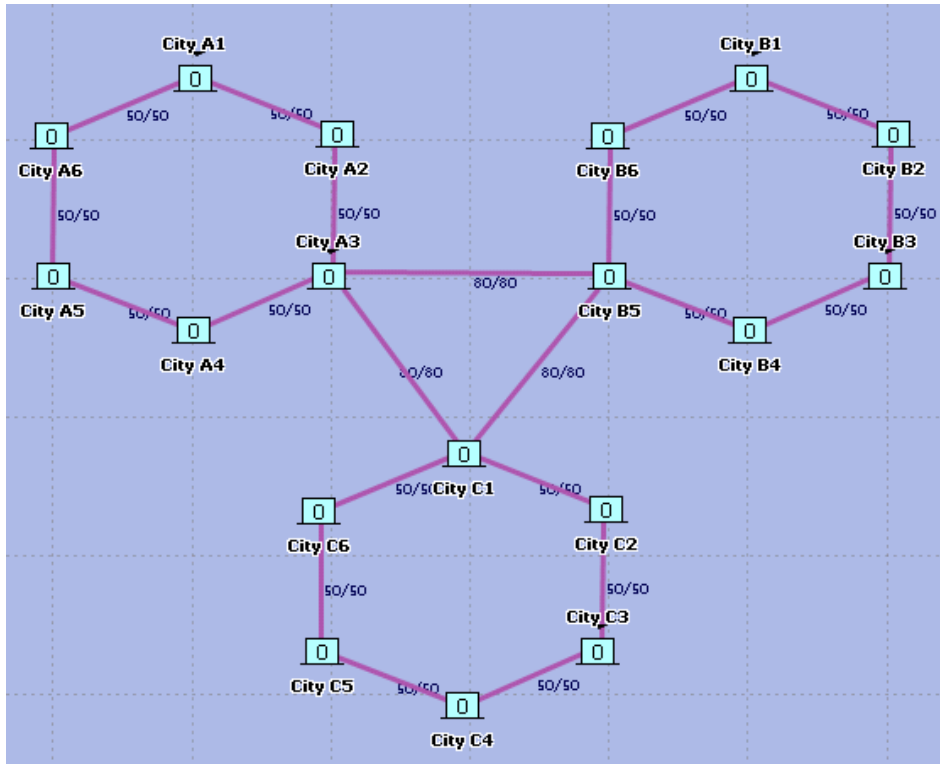 City A1
City B1
0
0
50/50
50/50
50/50
50/50
0
0
0
0
City A6
City A2
City B6
City B2
50/50
50/50
50/50
50/50
City A3
City B3
0
0
80/80
0
0
City A5
50/50
50/50
City B5
50/50
50/50
0
0
City A4
City B4
80/80
80/80
0
50/50
City C1
50/50
0
0
City C6
City C2
50/50
50/50
City C3
0
0
City C5
50/50
50/50
0
City C4